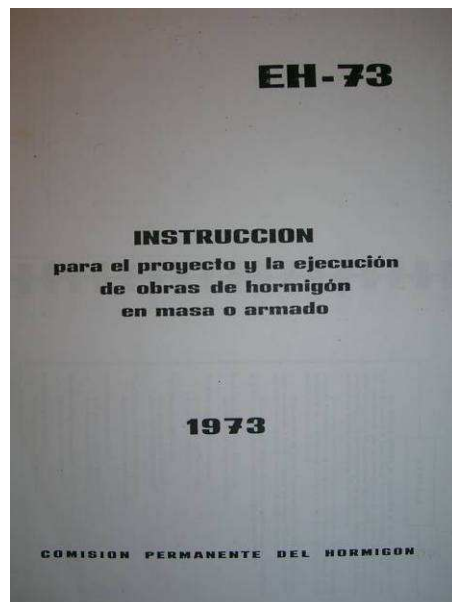 EH-73
INSTRUCCION
para el proyecto y la ejecución
de obras de hormigón
en masa o armado
1973
COMISION PERMANENTE DEL HORMIGON